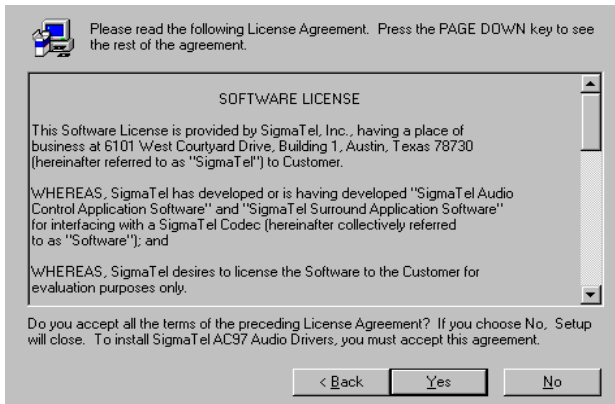 Please read the following License Agreement. Press the PAGE DOWN key to see
the rest of the agreement.
SOFTWARE LICENSE
This Software License is provided by SigmaTel, Inc., having a place of
business at 6101 West Courtyard Drive, Building 1, Austin, Texas 78730
(hereinafter referred to as "SigmaTel") to Customer.
WHEREAS, SigmaTel has developed or is having developed "SigmaTel Audio
Control Application Software" and "SigmaTel Surround Application Software"
for interfacing with a SigmaTel Codec (hereinafter collectively referred
to as "Software"); and
WHEREAS, SigmaTel desires to license the Software to the Customer for
evaluation purposes only.
Do you accept all the terms of the preceding License Agreement? If you choose No, Setup
will close. To install SigmaTel AC97 Audio Drivers, you must accept this agreement.
< Back Yes No